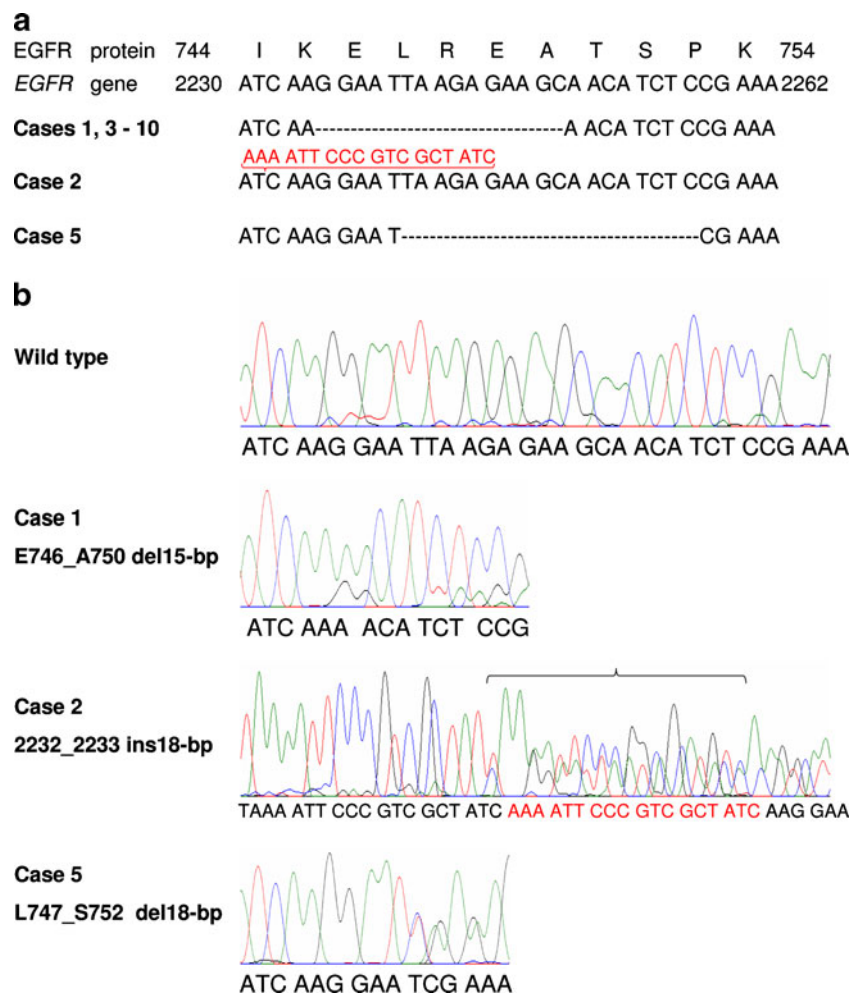 a
EGFR protein 744 I K E L R E A T S P K 754
EGFR gene 2230 ATC AAG GAA TTA AGA GAA GCA ACA TCT CCG AAA 2262
Cases 1, 3 - 10 ATC AA------------------------------A ACA TCT CCG AAA
AAA ATT CCC GTC GCT ATC
Case 2 ATC AAG GAA TTA AGA GAA GCA ACA TCT CCG AAA
Case 5 ATC AAG GAA T------------------------------------CG AAA
b
Wild type
ATC AAG GAA TTA AGA GAA GCA ACA TCT CCG AAA
Case 1
E746_A750 del15-bp
ATC AAA ACA TCT CCG
Case 2
2232_2233 ins18-bp
TAAA ATT CCC GTC GCT ATC AAA ATT CCC GTC GCT ATC AAG GAA
Case 5
L747_S752 del18-bp
ATC AAG GAA TCG AAA